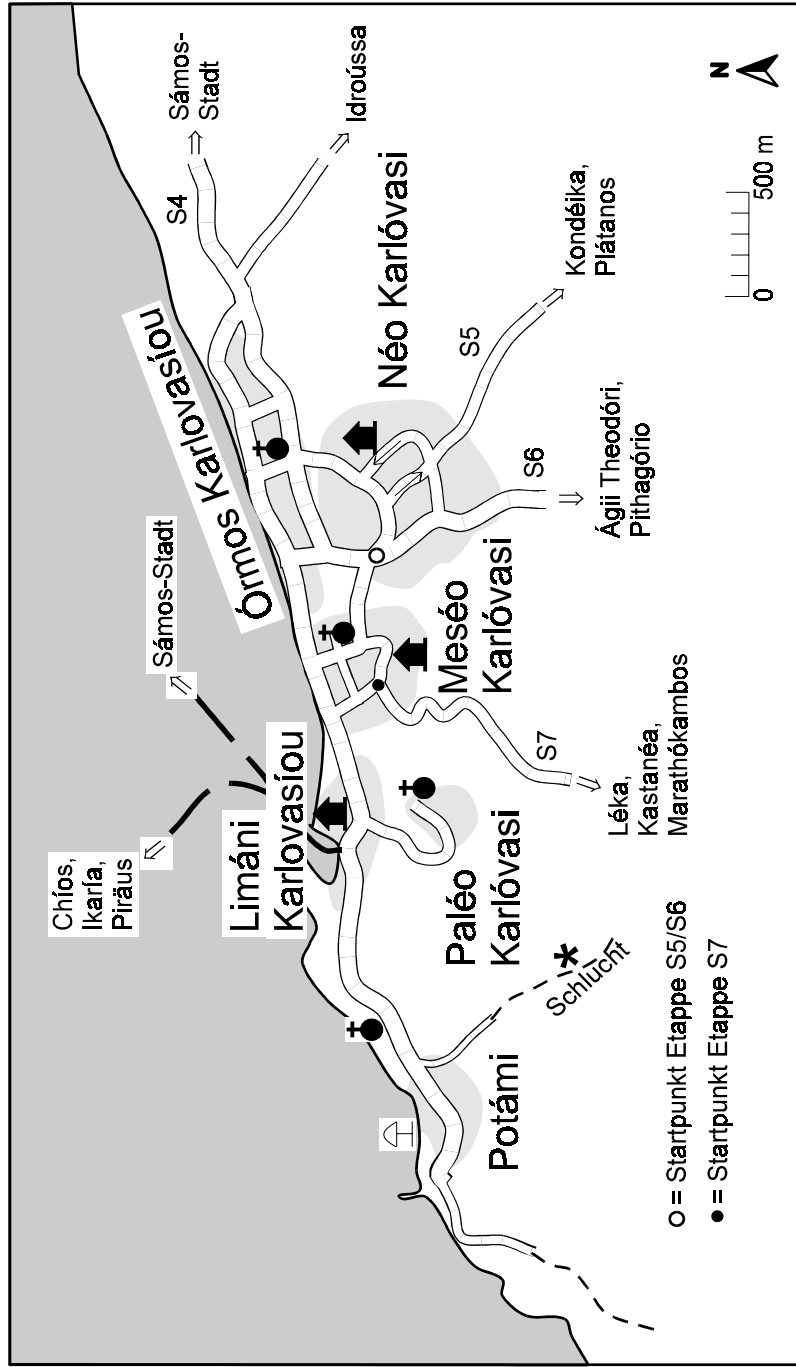 Chíos,
Ikaría,
Piräus
Sámos-Stadt
Órmos Karlovasíou
S4
Sámos-
Stadt
Idroússa
Limáni
Karlovasíou
Néo Karlóvasi
Meséo
Karlóvasi
Paléo
Karlóvasi
Potámi
Schlucht
S5
Kondéika,
Plátanos
S6
Ágii Theodóri,
Pithagório
S7
Léka,
Kastanéa,
Marathókambos
= Startpunkt Etappe S5/S6
= Startpunkt Etappe S7
0 500 m
N